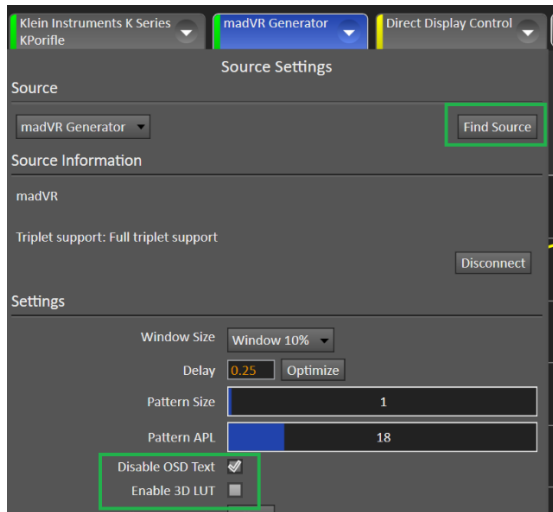 Klein Instruments K Series
KPorifle
madVR Generator
Direct Display Control
Source Settings
Source
madVR Generator
Find Source
Source Information
madVR
Triplet support: Full triplet support
Disconnect
Settings
Window Size Window 10%
Delay 0.25 Optimize
Pattern Size 1
Pattern APL 18
Disable OSD Text
Enable 3D LUT